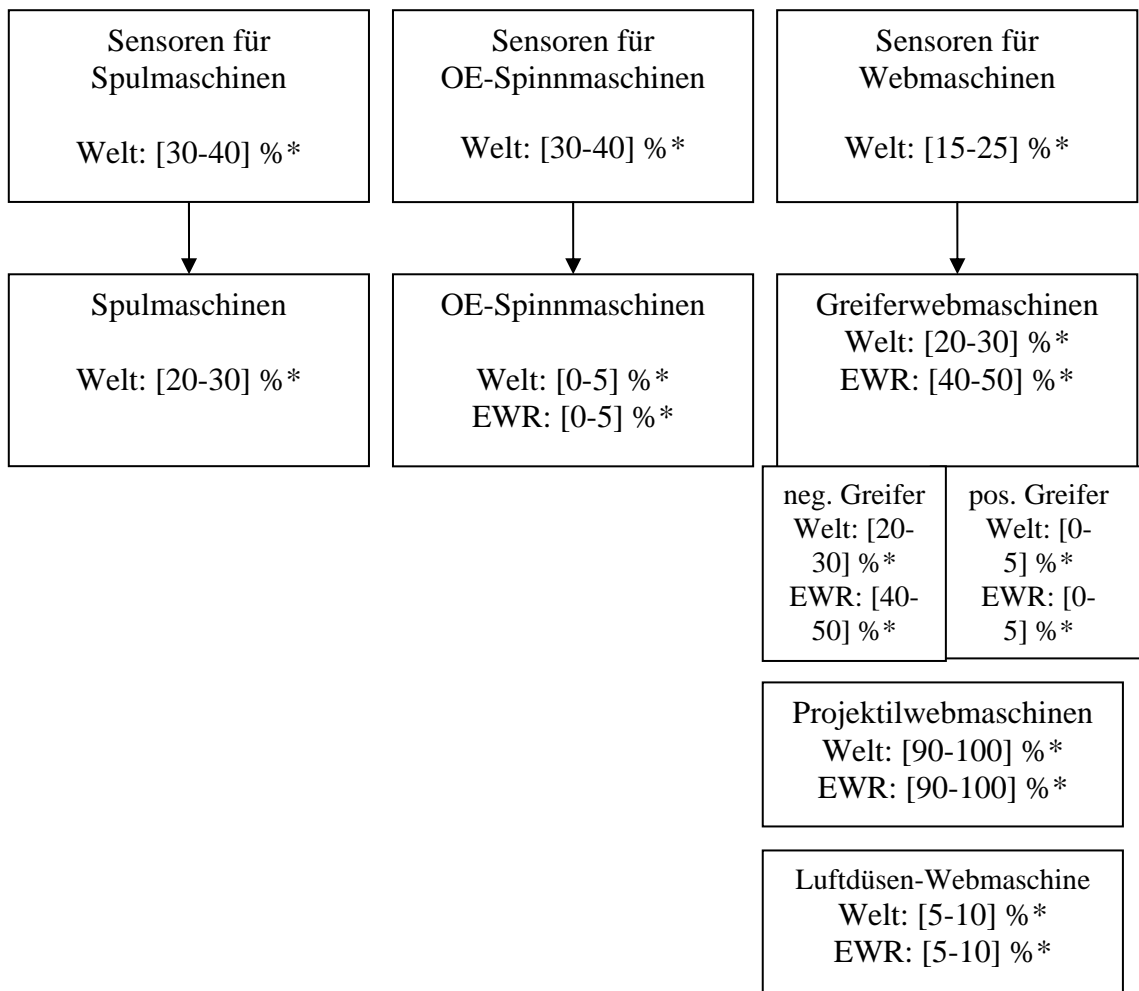 Sensoren für
Spulmaschinen
Welt: [30-40] %*
Sensoren für
OE-Spinnmaschinen
Welt: [30-40] %*
Sensoren für
Webmaschinen
Welt: [15-25] %*
Spulmaschinen
Welt: [20-30] %*
OE-Spinnmaschinen
Welt: [0-5] %*
EWR: [0-5] %*
Greiferwebmaschinen
Welt: [20-30] %*
EWR: [40-50] %*
neg. Greifer
Welt: [20-
30] %*
EWR: [40-
50] %*
pos. Greifer
Welt: [0-
5] %*
EWR: [0-
5] %*
Projektilwebmaschinen
Welt: [90-100] %*
EWR: [90-100] %*
Luftdüsen-Webmaschine
Welt: [5-10] %*
EWR: [5-10] %*